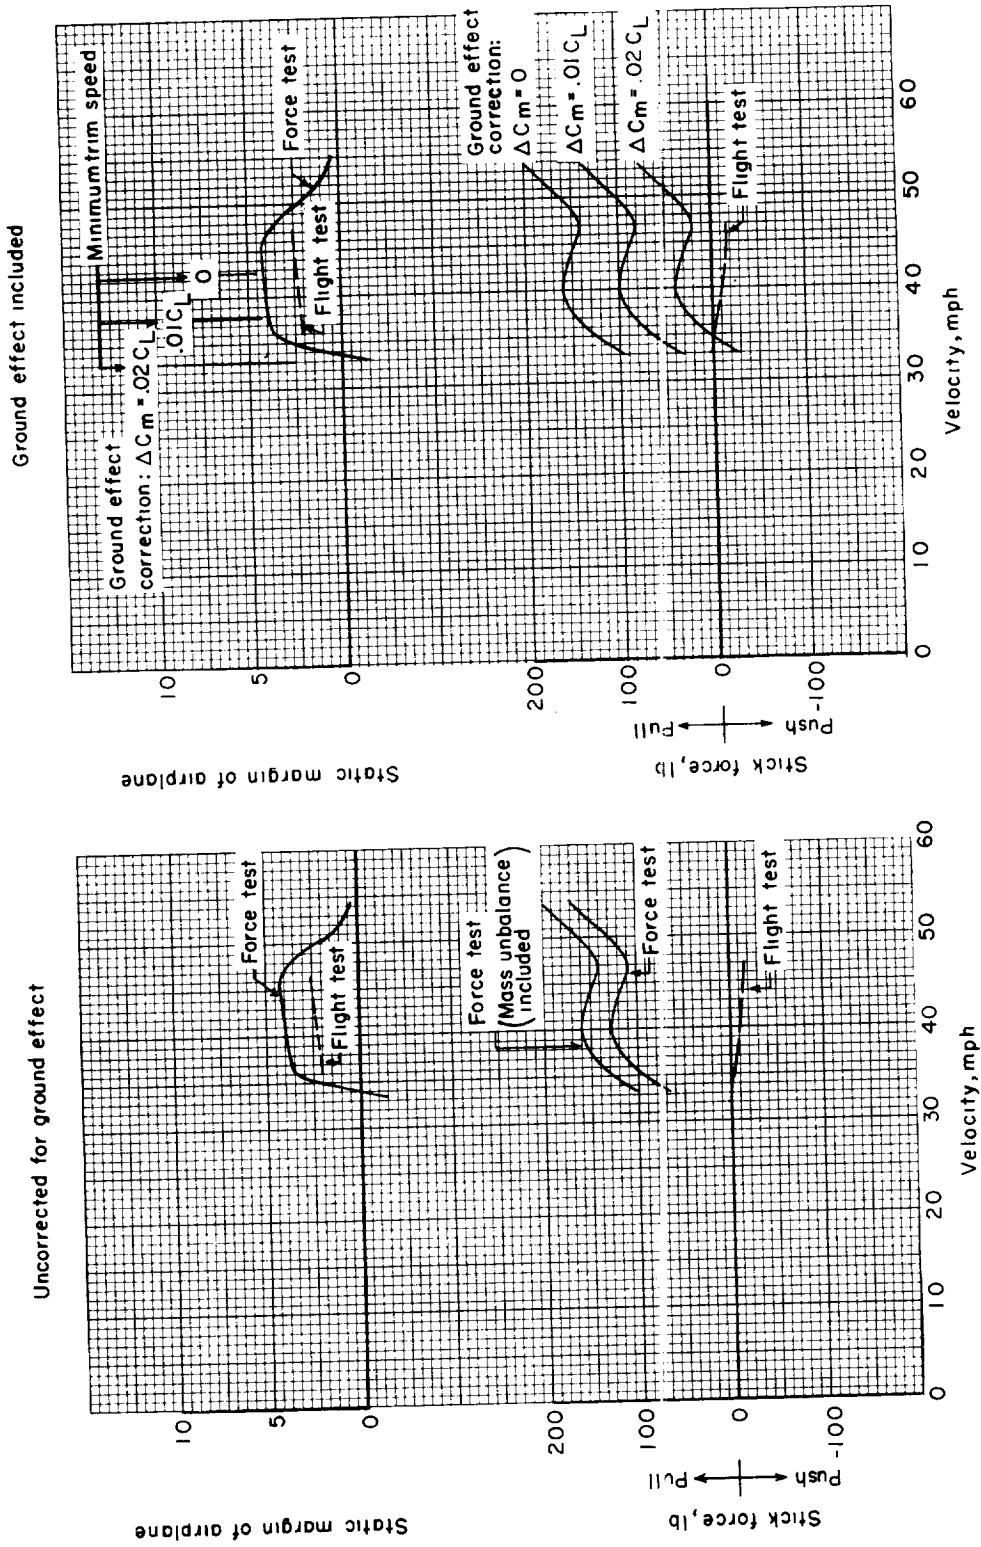 Uncorrected for ground effect
Static margin of airplane
10
5
0
Force test
Flight test
Stick force, lb
Push
Pull
200
100
0
-100
Force test
(Mass unbalance
included)
Force test
Flight test
0
10
20
30
40
50
60
Velocity, mph
Ground effect included
Static margin of airplane
10
5
0
Ground effect
correction: ΔCm = .02 CL
.01 CL
0
Minimum trim speed
Force test
Flight test
Stick force, lb
Push
Pull
200
100
0
-100
Ground effect
correction:
ΔCm = 0
ΔCm = .01 CL
ΔCm = .02 CL
Flight test
0
10
20
30
40
50
60
Velocity, mph